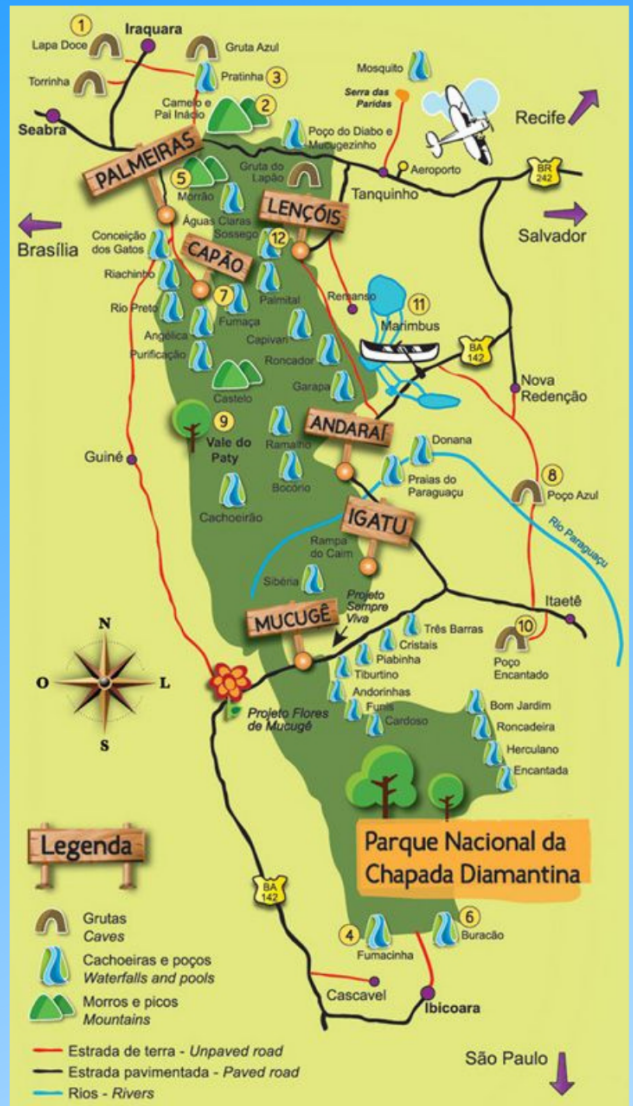 1
Iraquara
Lapa Doce
Gruta Azul
Torrinha
Pratinha
3
Mosquito
Serra das
Paridas
Recife
Camelo e
Pai Inácio
2
Seabra
Poço do Diabo e
Mucugezinho
PALMEIRAS
Gruta do
Lapão
Aeroporto
Tanquinho
BR
242
5
Morrão
LENÇÓIS
Brasília
Salvador
Águas Claras
Sossego
12
Conceição
dos Gatos
CAPÃO
Riachinho
Palmital
Remanso
11
Marimbus
Rio Preto
7
Fumaça
Angélica
Capivari
Purificação
Roncador
BA
142
Castelo
Garapa
Nova
Redenção
9
Vale do
Paty
ANDARAÍ
Ramalho
Donana
Guiné
Bocório
Praias do
Paraguaçu
8
Poço Azul
Cachoeirão
IGATU
Rio Paraguaçu
Rampa
do Caim
Sibéria
Projeto
Sempre
Viva
Itaetê
MUCUGÊ
10
Poço
Encantado
Três Barras
Cristais
Piabinha
Tiburtino
N
O
L
S
Andorinhas
Funis
Cardoso
Projeto Flores
de Mucugê
Bom Jardim
Roncadeira
Herculano
Encantada
Parque Nacional da
Chapada Diamantina
Legenda
BA
142
Grutas
Caves
Cachoeiras e poços
Waterfalls and pools
Morros e picos
Mountains
4
Fumacinha
6
Buracão
Cascavel
Ibicoara
Estrada de terra - Unpaved road
Estrada pavimentada - Paved road
Rios - Rivers
São Paulo